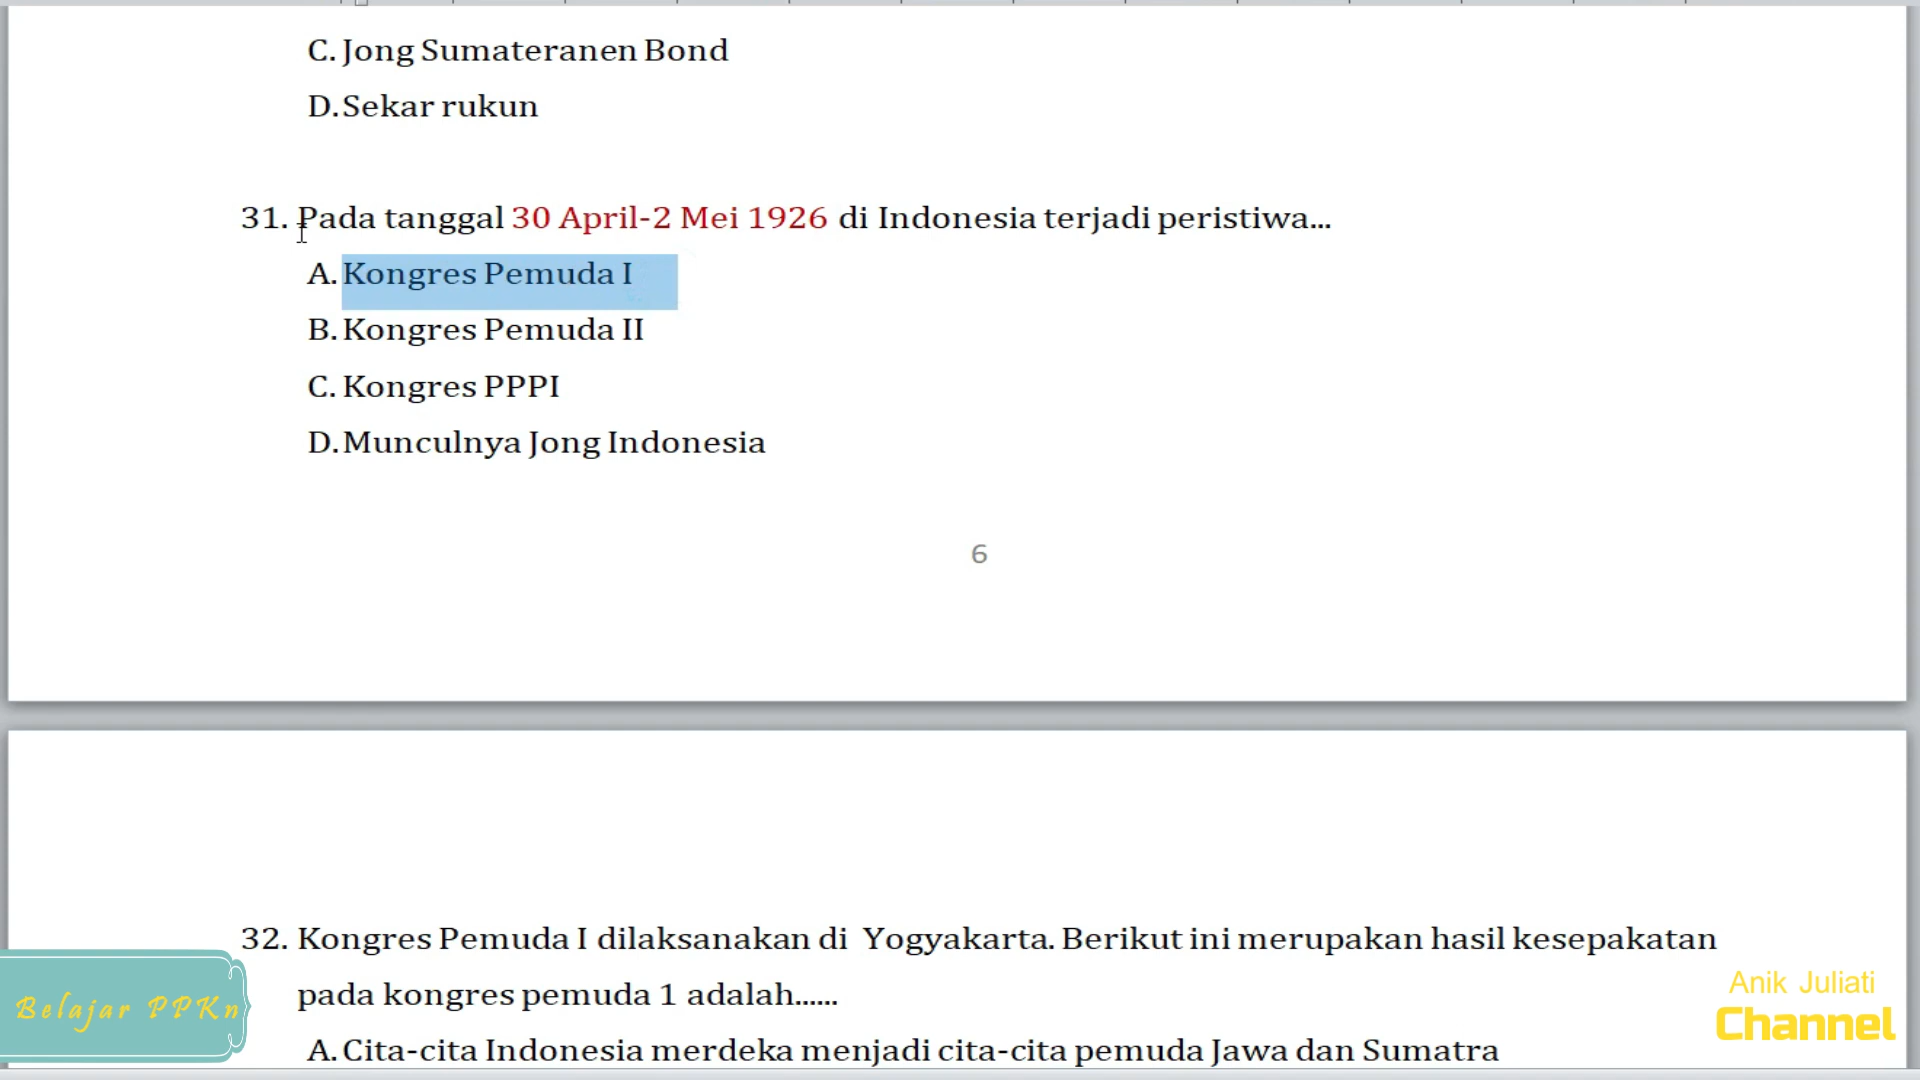 C. Jong Sumateranen Bond
D. Sekar rukun
31. Pada tanggal 30 April-2 Mei 1926 di Indonesia terjadi peristiwa...
A. Kongres Pemuda I
B. Kongres Pemuda II
C. Kongres PPPI
D. Munculnya Jong Indonesia
6
32. Kongres Pemuda I dilaksanakan di Yogyakarta. Berikut ini merupakan hasil kesepakatan
pada kongres pemuda 1 adalah......
A. Cita-cita Indonesia merdeka menjadi cita-cita pemuda Jawa dan Sumatra
Belajar PPKn
Anik Juliati
Channel